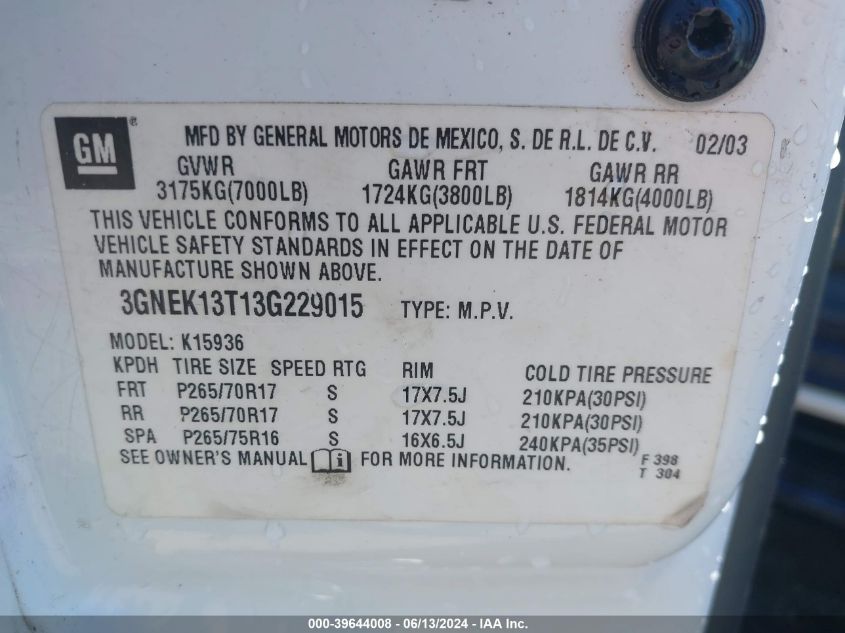 GM ® MFD BY GENERAL MOTORS DE MEXICO, S. DE R.L. DE C.V. 02/03
GVWR GAWR FRT GAWR RR
3175KG(7000LB) 1724KG(3800LB) 1814KG(4000LB)
THIS VEHICLE CONFORMS TO ALL APPLICABLE U.S. FEDERAL MOTOR
VEHICLE SAFETY STANDARDS IN EFFECT ON THE DATE OF
MANUFACTURE SHOWN ABOVE.
3GNEK13T13G229015 TYPE: M.P.V.
MODEL: K15936
KPDH TIRE SIZE SPEED RTG RIM COLD TIRE PRESSURE
FRT P265/70R17 S 17X7.5J 210KPA(30PSI)
RR P265/70R17 S 17X7.5J 210KPA(30PSI)
SPA P265/75R16 S 16X6.5J 240KPA(35PSI)
SEE OWNER'S MANUAL i FOR MORE INFORMATION. F 398
T 304
000-39644008 - 06/13/2024 - IAA Inc.